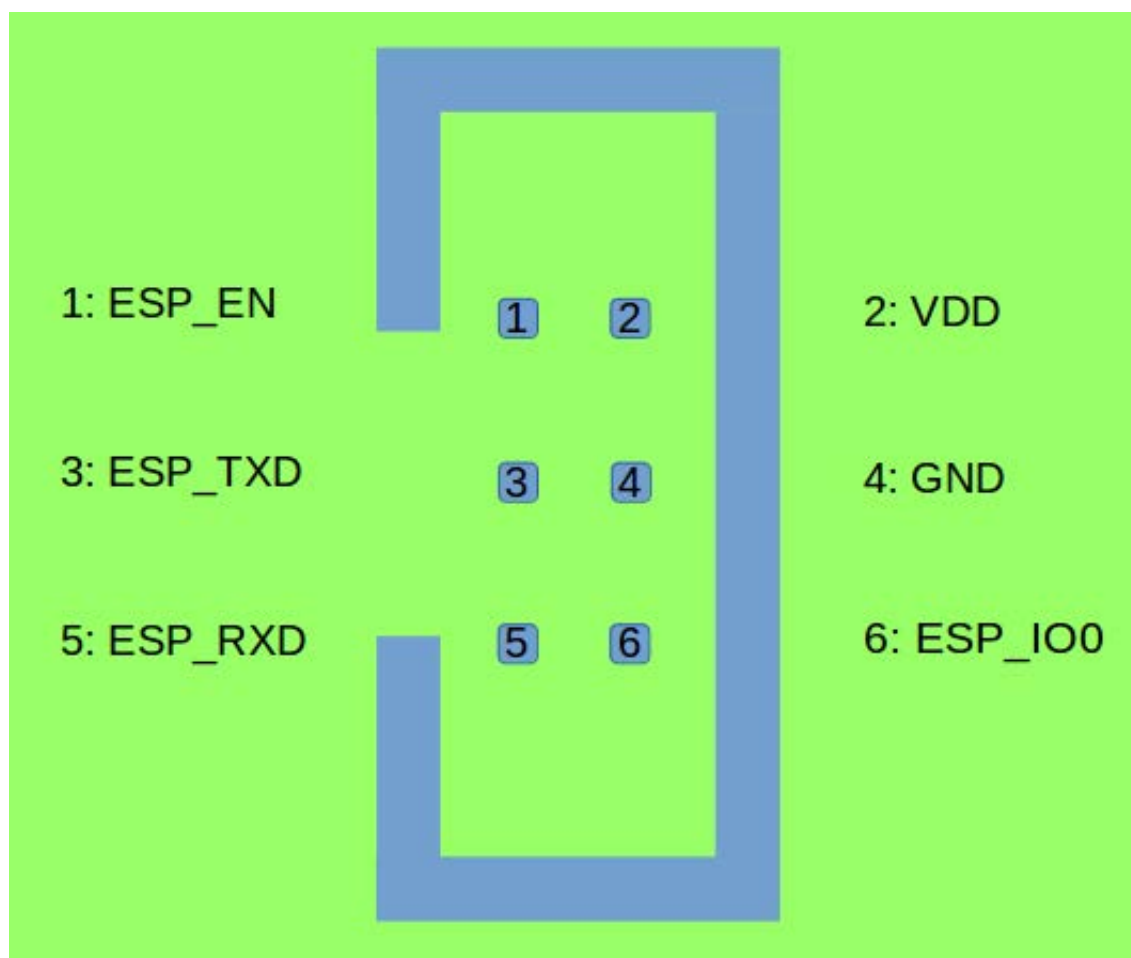 1: ESP_EN
1
2
2: VDD
3: ESP_TXD
3
4
4: GND
5: ESP_RXD
5
6
6: ESP_IO0